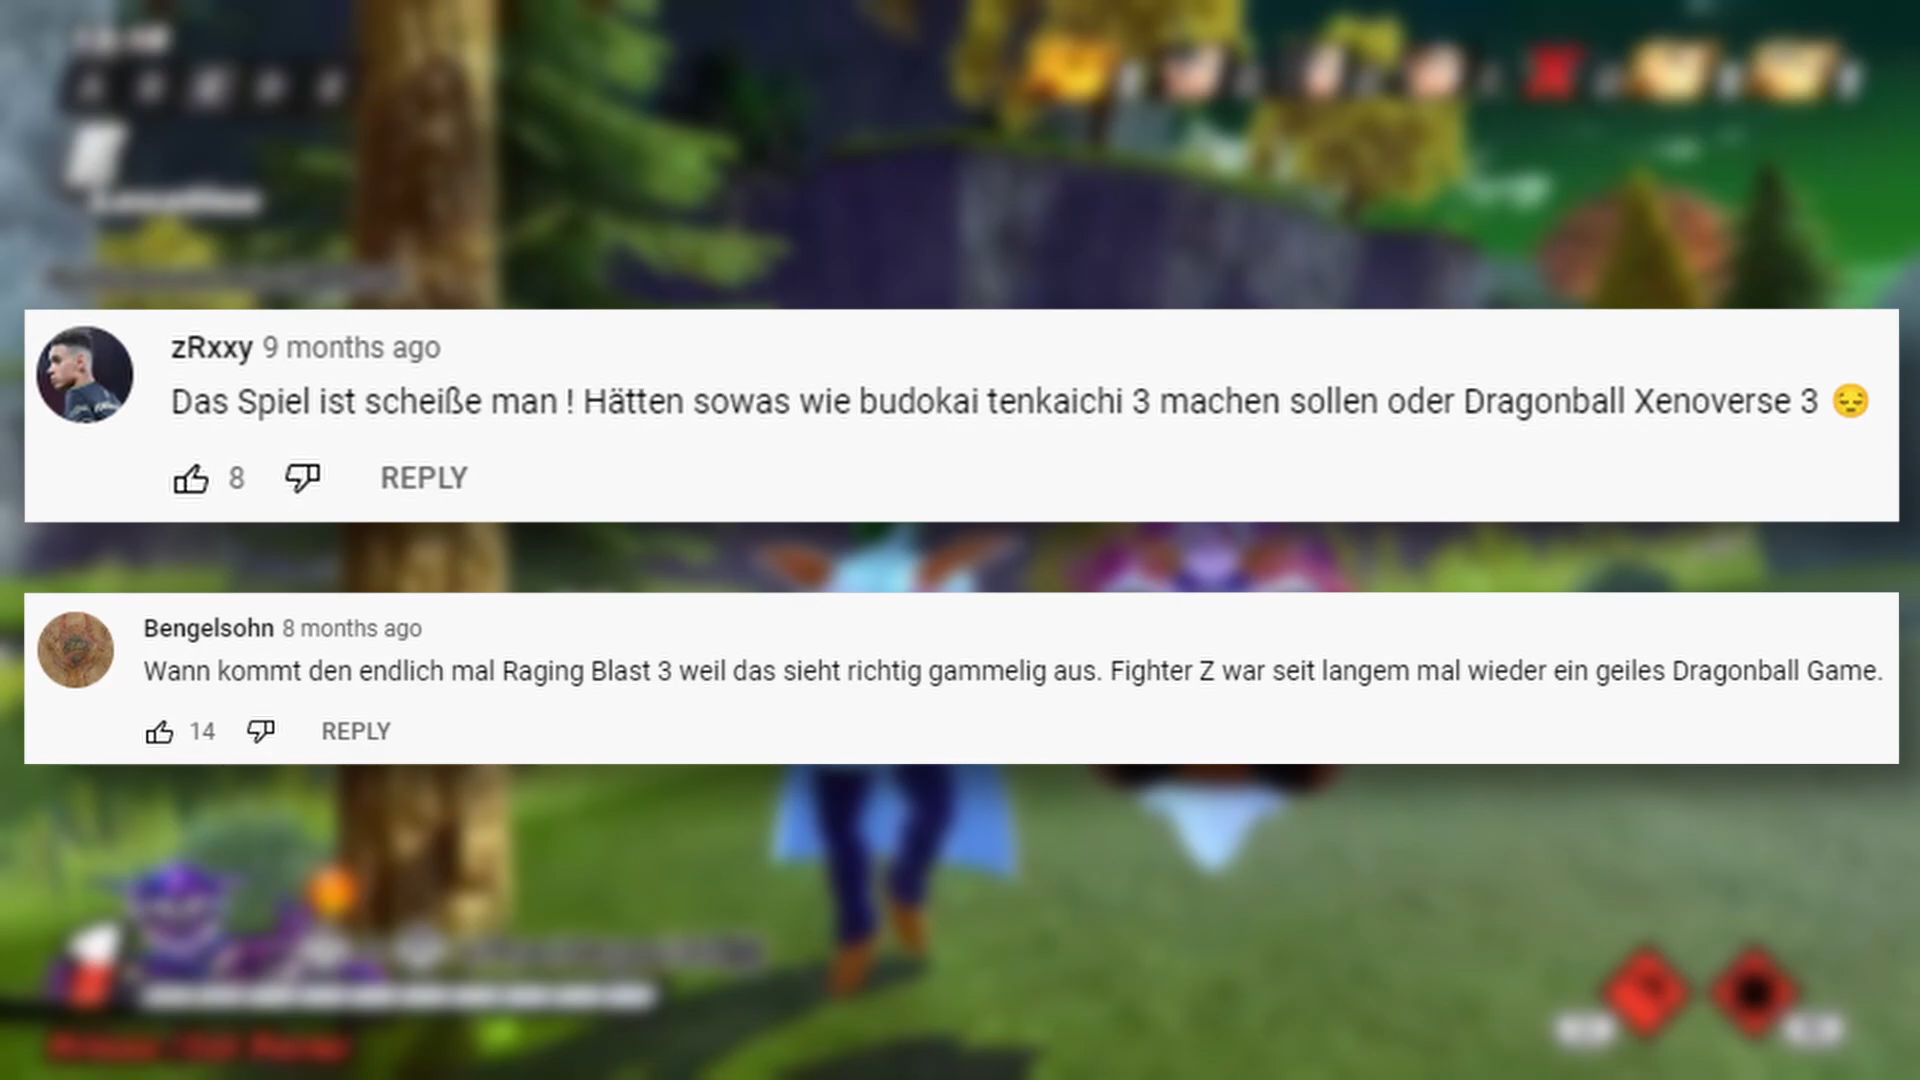 zRxxy 9 months ago
Das Spiel ist scheiße man ! Hätten sowas wie budokai tenkaichi 3 machen sollen oder Dragonball Xenoverse 3 😔
8 REPLY
Bengelsohn 8 months ago
Wann kommt den endlich mal Raging Blast 3 weil das sieht richtig gammelig aus. Fighter Z war seit langem mal wieder ein geiles Dragonball Game.
14 REPLY